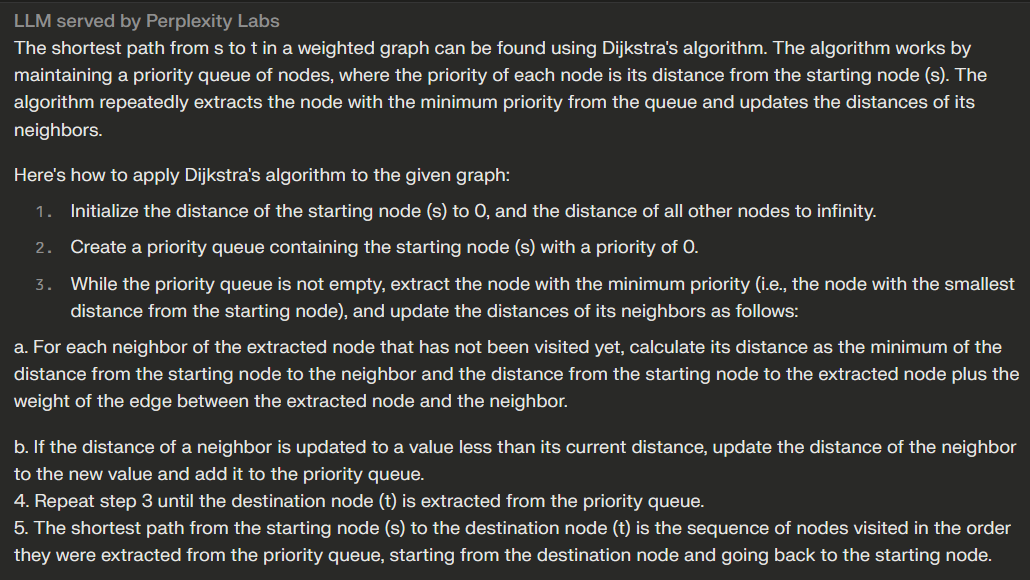 LLM served by Perplexity Labs
The shortest path from s to t in a weighted graph can be found using Dijkstra's algorithm. The algorithm works by
maintaining a priority queue of nodes, where the priority of each node is its distance from the starting node (s). The
algorithm repeatedly extracts the node with the minimum priority from the queue and updates the distances of its
neighbors.
Here's how to apply Dijkstra's algorithm to the given graph:
1. Initialize the distance of the starting node (s) to 0, and the distance of all other nodes to infinity.
2. Create a priority queue containing the starting node (s) with a priority of 0.
3. While the priority queue is not empty, extract the node with the minimum priority (i.e., the node with the smallest
distance from the starting node), and update the distances of its neighbors as follows:
a. For each neighbor of the extracted node that has not been visited yet, calculate its distance as the minimum of the
distance from the starting node to the neighbor and the distance from the starting node to the extracted node plus the
weight of the edge between the extracted node and the neighbor.
b. If the distance of a neighbor is updated to a value less than its current distance, update the distance of the neighbor
to the new value and add it to the priority queue.
4. Repeat step 3 until the destination node (t) is extracted from the priority queue.
5. The shortest path from the starting node (s) to the destination node (t) is the sequence of nodes visited in the order
they were extracted from the priority queue, starting from the destination node and going back to the starting node.